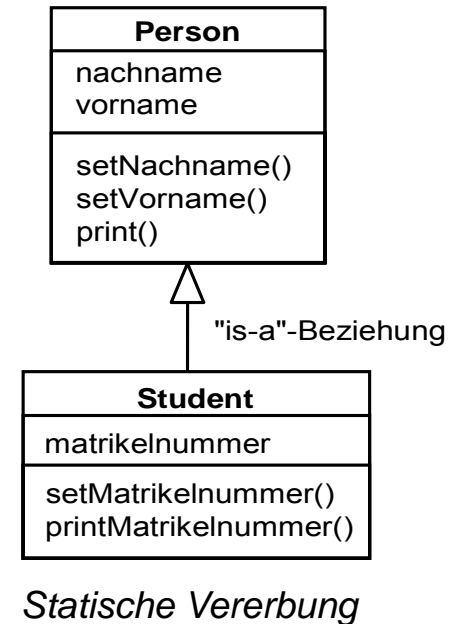 Person
nachname
vorname
setNachname()
setVorname()
print()
"is-a"-Beziehung
Student
matrikelnummer
setMatrikelnummer()
printMatrikelnummer()
Statische Vererbung